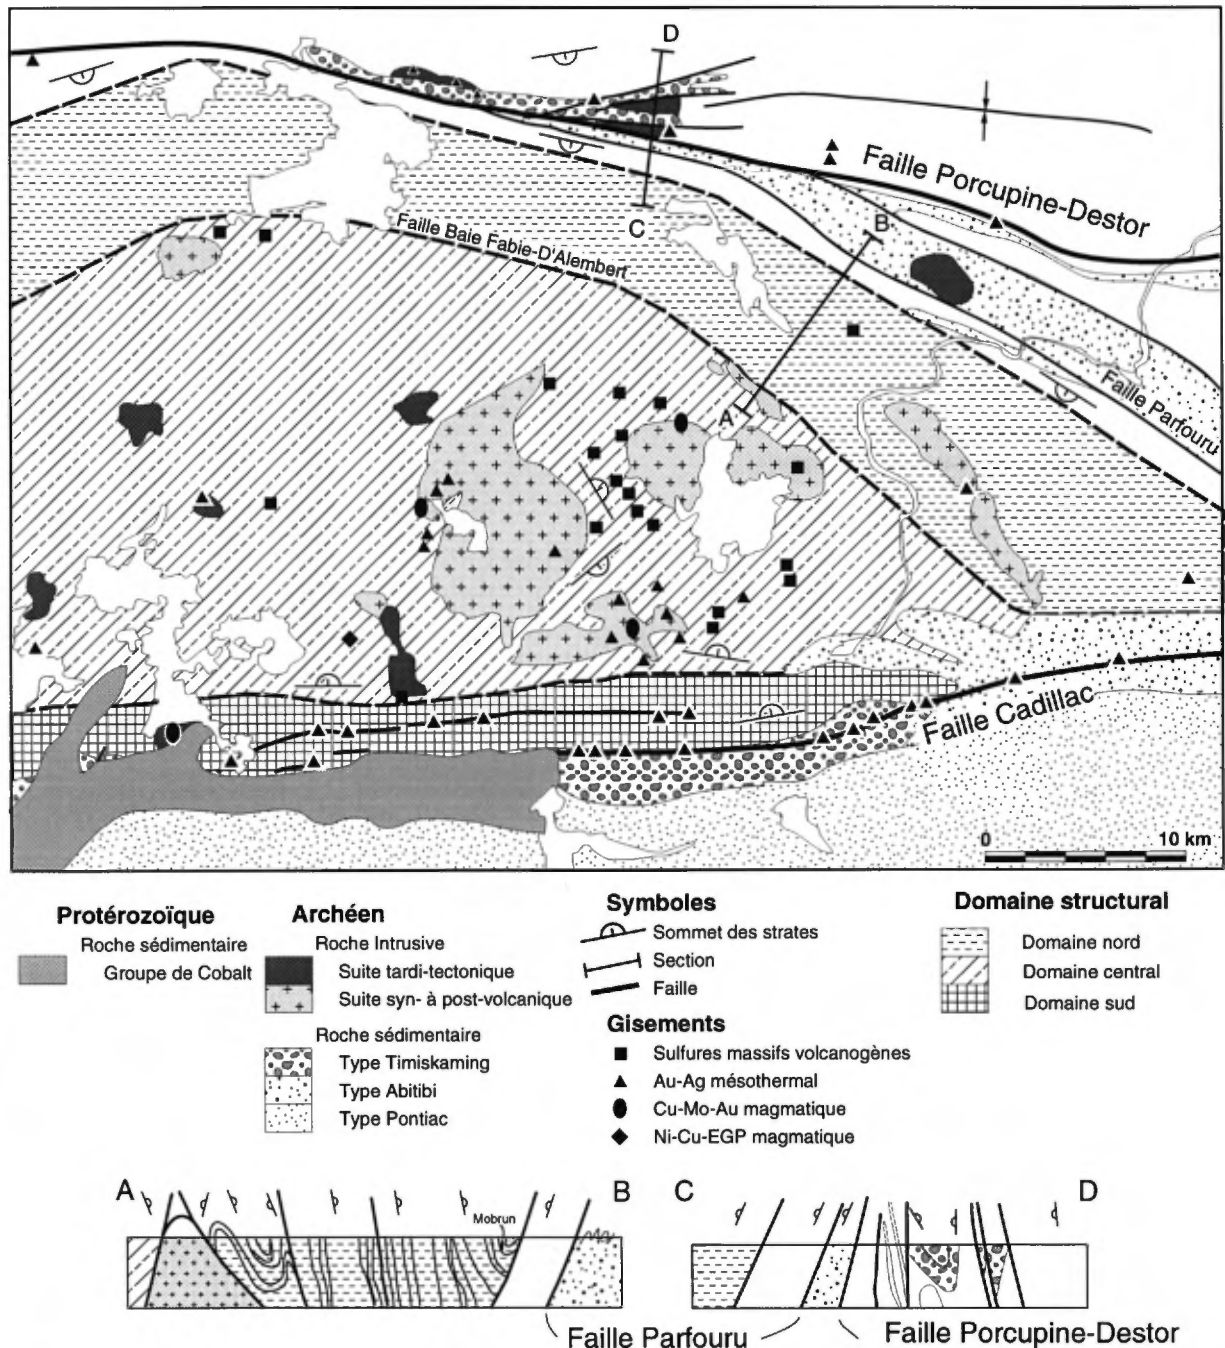 D
Faille Porcupine-Destor
C
B
Faille Baie Fabie-D'Alembert
Faille Parfouru
A
Faille Cadillac
0 10 km
Protérozoïque
Roche sédimentaire
Groupe de Cobalt
Archéen
Roche Intrusive
Suite tardi-tectonique
Suite syn- à post-volcanique
Roche sédimentaire
Type Timiskaming
Type Abitibi
Type Pontiac
Symboles
Sommet des strates
Section
Faille
Gisements
Sulfures massifs volcanogènes
Au-Ag mésothermal
Cu-Mo-Au magmatique
Ni-Cu-EGP magmatique
Domaine structural
Domaine nord
Domaine central
Domaine sud
A B C D
Mobrun
Faille Parfouru Faille Porcupine-Destor